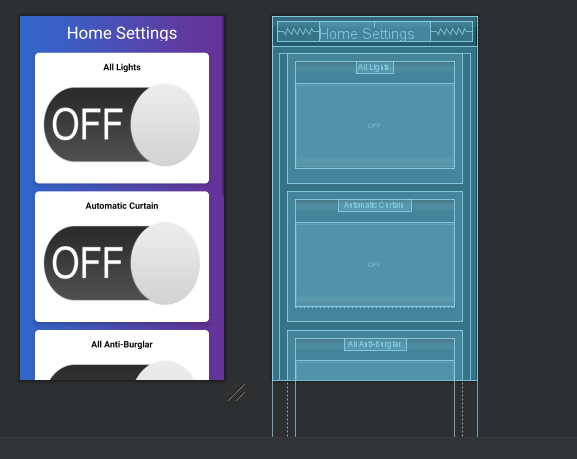 Home Settings
All Lights
OFF
Automatic Curtain
OFF
All Anti-Burglar
Home Settings
All Lights
OFF
Automatic Curtain
OFF
All Anti-Burglar